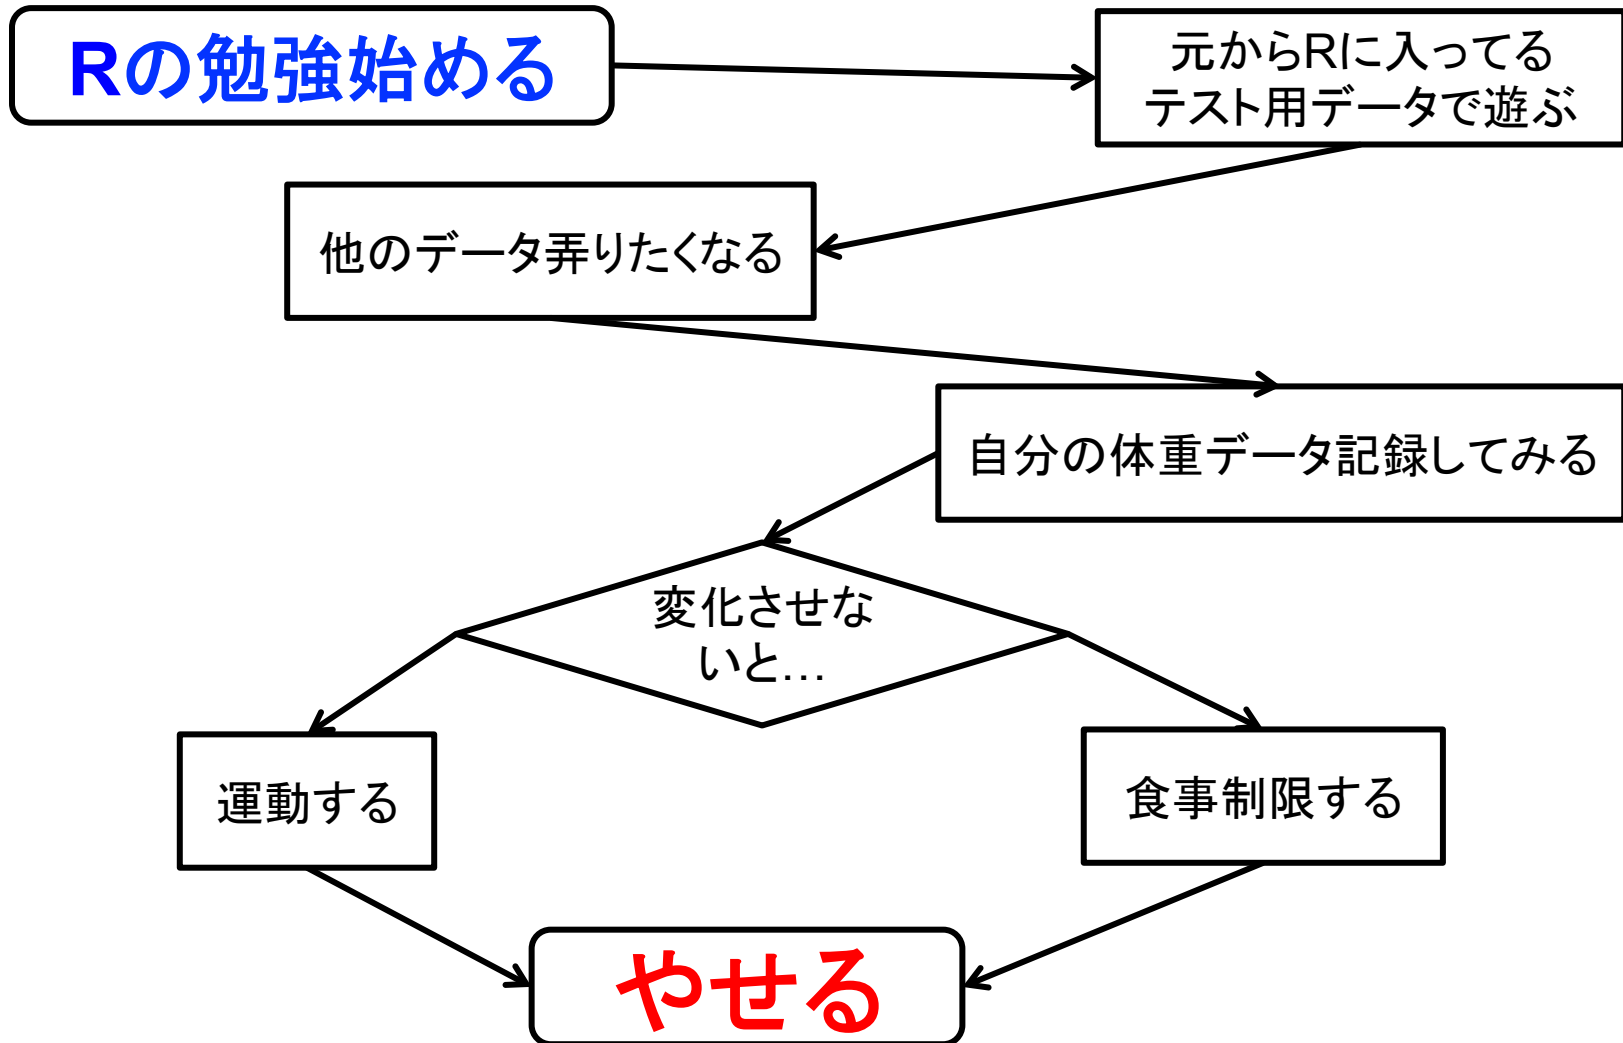 Rの勉強始める
元からRに入ってる
テスト用データで遊ぶ
他のデータ弄りたくなる
自分の体重データ記録してみる
変化させな
いと…
運動する
食事制限する
やせる